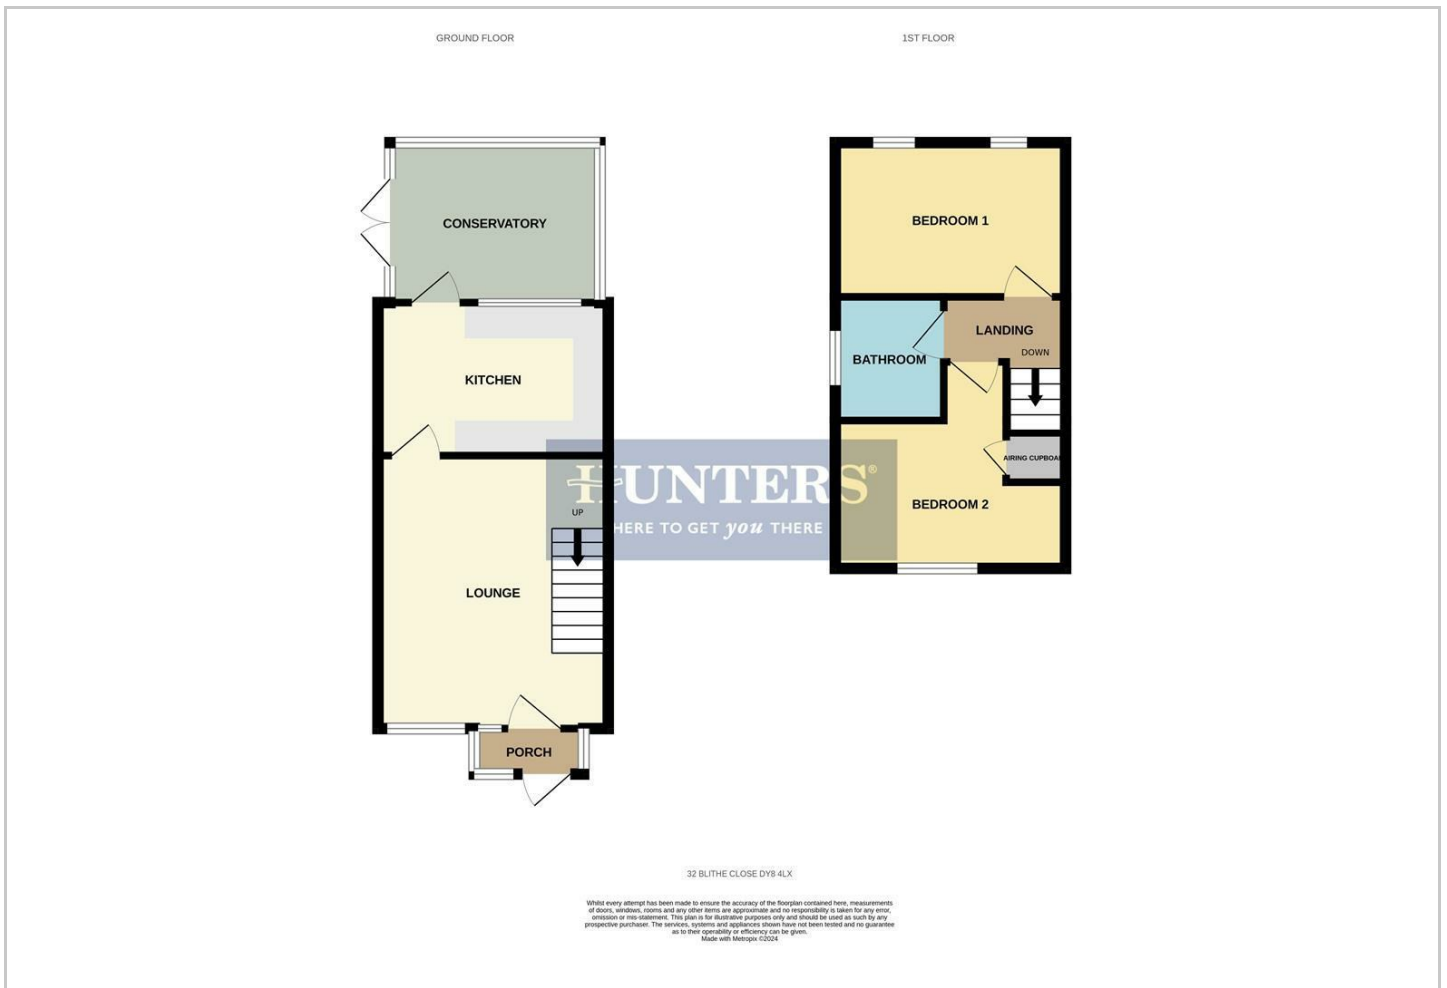 GROUND FLOOR
1ST FLOOR
CONSERVATORY
BEDROOM 1
LANDING
DOWN
BATHROOM
KITCHEN
AIRING CUPBOA
HUNTERS®
HERE TO GET you THERE
UP
BEDROOM 2
LOUNGE
PORCH
32 BLITHE CLOSE DY8 4LX
Whilst every attempt has been made to ensure the accuracy of the floorplan contained here, measurements
of doors, windows, rooms and any other items are approximate and no responsibility is taken for any error,
omission or mis-statement. This plan is for illustrative purposes only and should be used as such by any
prospective purchaser. The services, systems and appliances shown have not been tested and no guarantee
as to their operability or efficiency can be given.
Made with Metropix ©2024